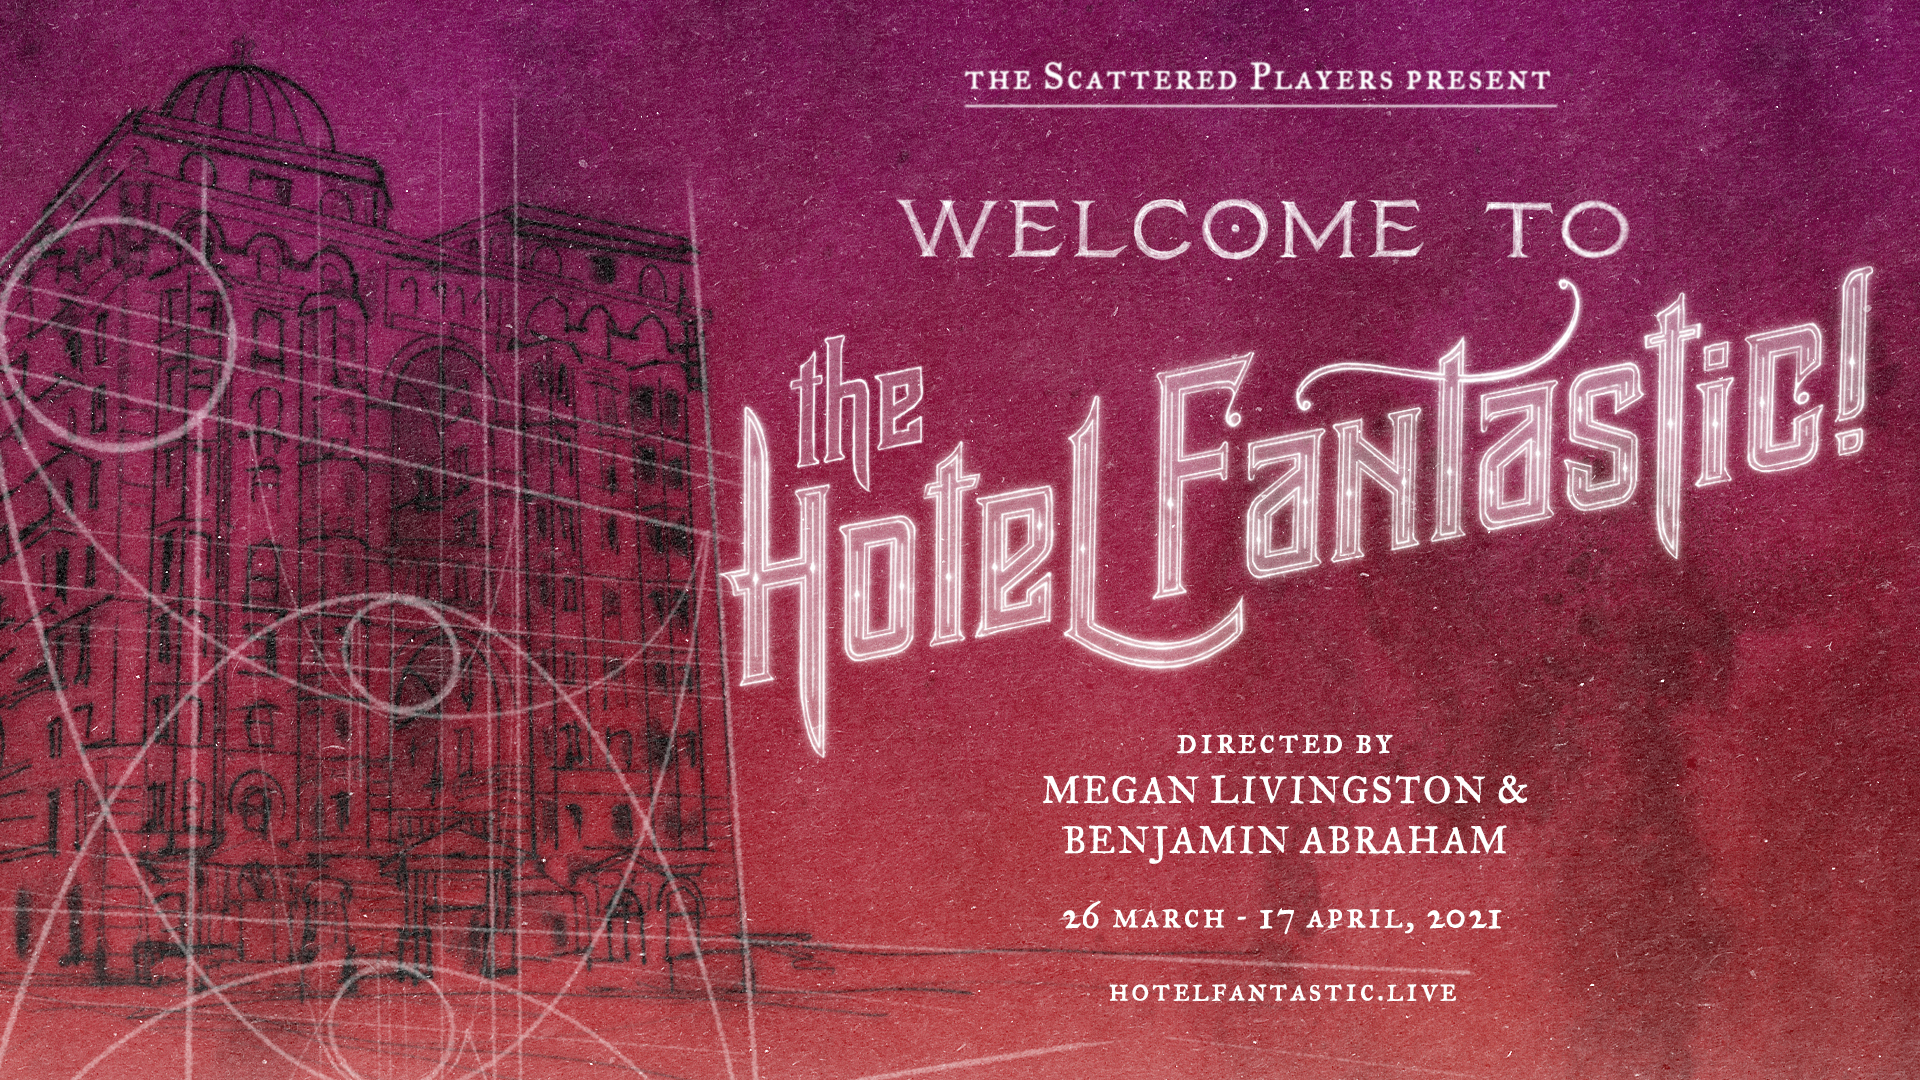 the Scattered Players present
WELCOME TO
the
Hotel Fantastic!
DIRECTED BY
MEGAN LIVINGSTON &
BENJAMIN ABRAHAM
26 MARCH - 17 APRIL, 2021
HOTELFANTASTIC.LIVE